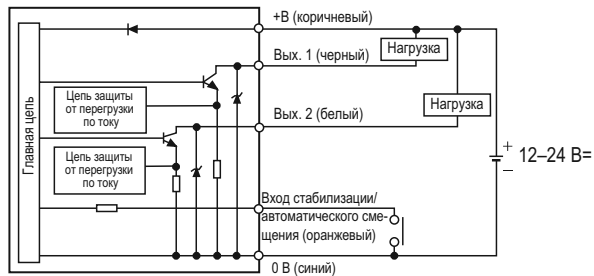 +В (коричневый)
Вых. 1 (черный)
Нагрузка
Главная цепь
Цепь защиты
от перегрузки
по току
Вых. 2 (белый)
Нагрузка
+
12–24 В=
–
Цепь защиты
от перегрузки
по току
Вход стабилизации/
автоматического сме-
щения (оранжевый)
0 В (синий)